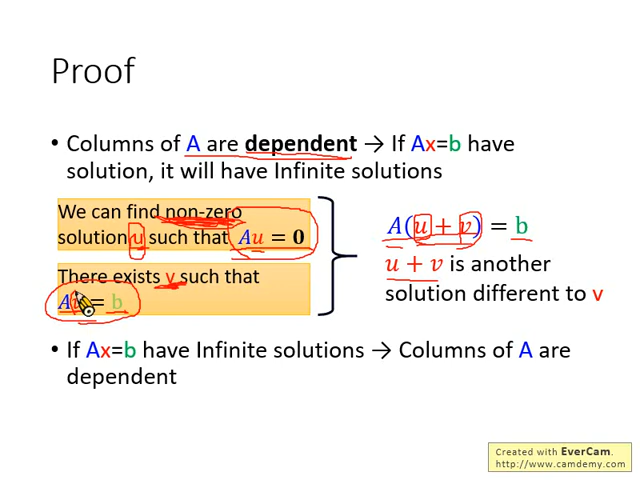 Proof
• Columns of A are dependent → If Ax=b have
solution, it will have Infinite solutions
We can find non-zero
solution u such that Au = 0
There exists v such that
A = b
A(u + v) = b
u + v is another
solution different to v
• If Ax=b have Infinite solutions → Columns of A are
dependent
Created with EverCam.
http://www.camdemy.com